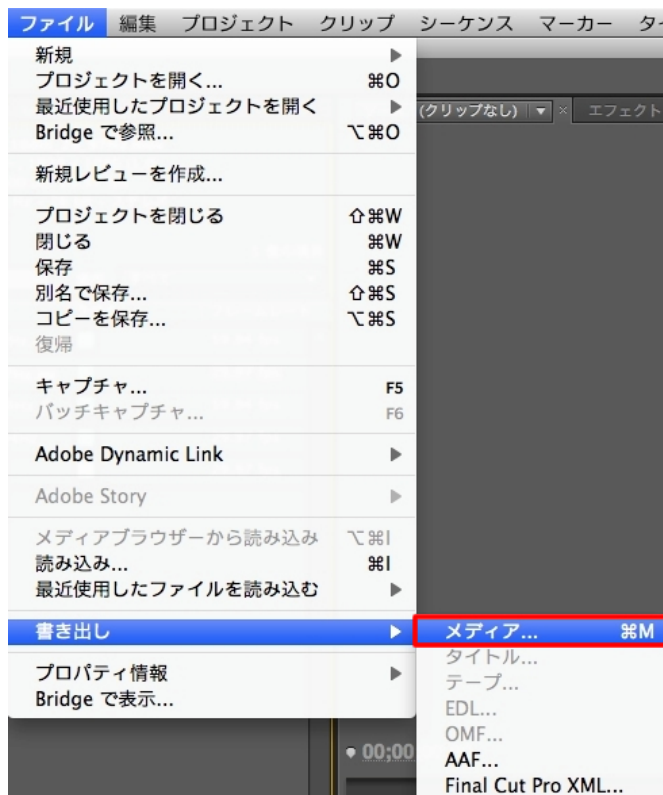 ファイル 編集 プロジェクト クリップ シーケンス マーカー タ
新規 ▶
プロジェクトを開く... ⌘O
最近使用したプロジェクトを開く ▶
(クリップなし) ▼ × エフェクト
Bridge で参照... ⌥⌘O
新規レビューを作成...
プロジェクトを閉じる ⇧⌘W
閉じる ⌘W
保存 ⌘S
別名で保存... ⇧⌘S
コピーを保存... ⌥⌘S
復帰
キャプチャ... F5
バッチキャプチャ... F6
Adobe Dynamic Link ▶
Adobe Story ▶
メディアブラウザーから読み込み ⌥⌘I
読み込み... ⌘I
最近使用したファイルを読み込む ▶
書き出し ▶
メディア... ⌘M
タイトル...
テープ...
EDL...
OMF...
AAF...
Final Cut Pro XML...
プロパティ情報 ▶
Bridge で表示...
00;00